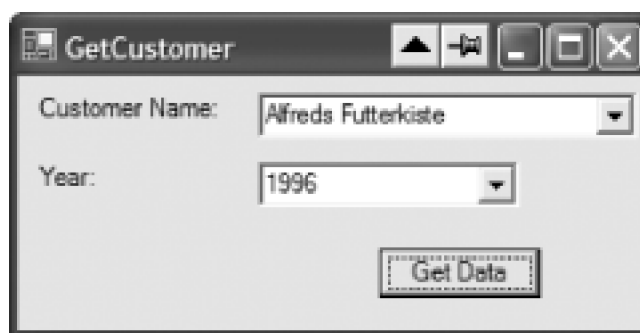 GetCustomer
Customer Name: Alfreds Futterkiste
Year: 1996
Get Data